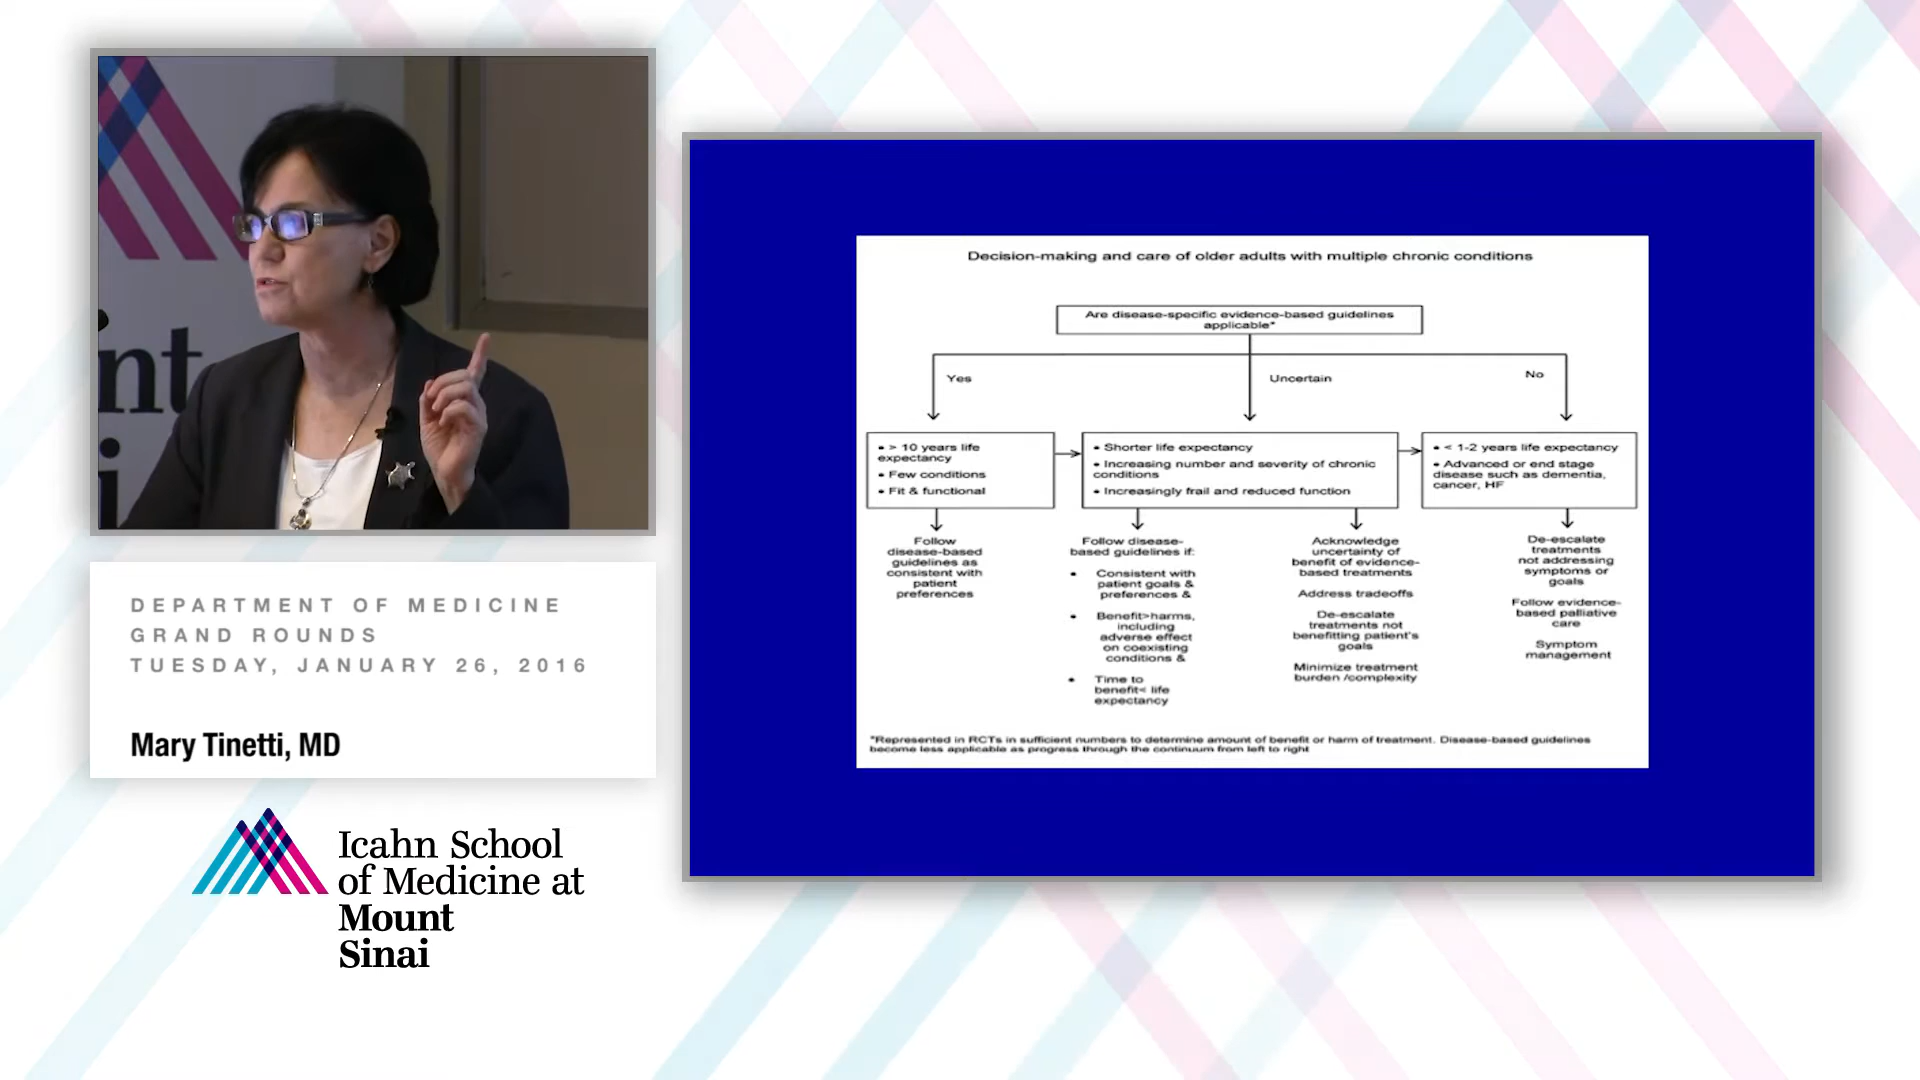 nt
i
DEPARTMENT OF MEDICINE
GRAND ROUNDS
TUESDAY, JANUARY 26, 2016
Mary Tinetti, MD
Icahn School
of Medicine at
Mount
Sinai
Decision-making and care of older adults with multiple chronic conditions
Are disease-specific evidence-based guidelines
applicable*
Yes
Uncertain
No
• > 10 years life
expectancy
• Few conditions
• Fit & functional
• Shorter life expectancy
• Increasing number and severity of chronic
conditions
• Increasingly frail and reduced function
• < 1-2 years life expectancy
• Advanced or end stage
disease such as dementia,
cancer, HF
Follow
disease-based
guidelines as
consistent with
patient
preferences
Follow disease-
based guidelines if:
• Consistent with
patient goals &
preferences &
• Benefit>harms,
including
adverse effect
on coexisting
conditions &
• Time to
benefit< life
expectancy
Acknowledge
uncertainty of
benefit of evidence-
based treatments
Address tradeoffs
De-escalate
treatments not
benefitting patient's
goals
Minimize treatment
burden /complexity
De-escalate
treatments
not addressing
symptoms or
goals
Follow evidence-
based palliative
care
Symptom
management
*Represented in RCTs in sufficient numbers to determine amount of benefit or harm of treatment. Disease-based guidelines
become less applicable as progress through the continuum from left to right